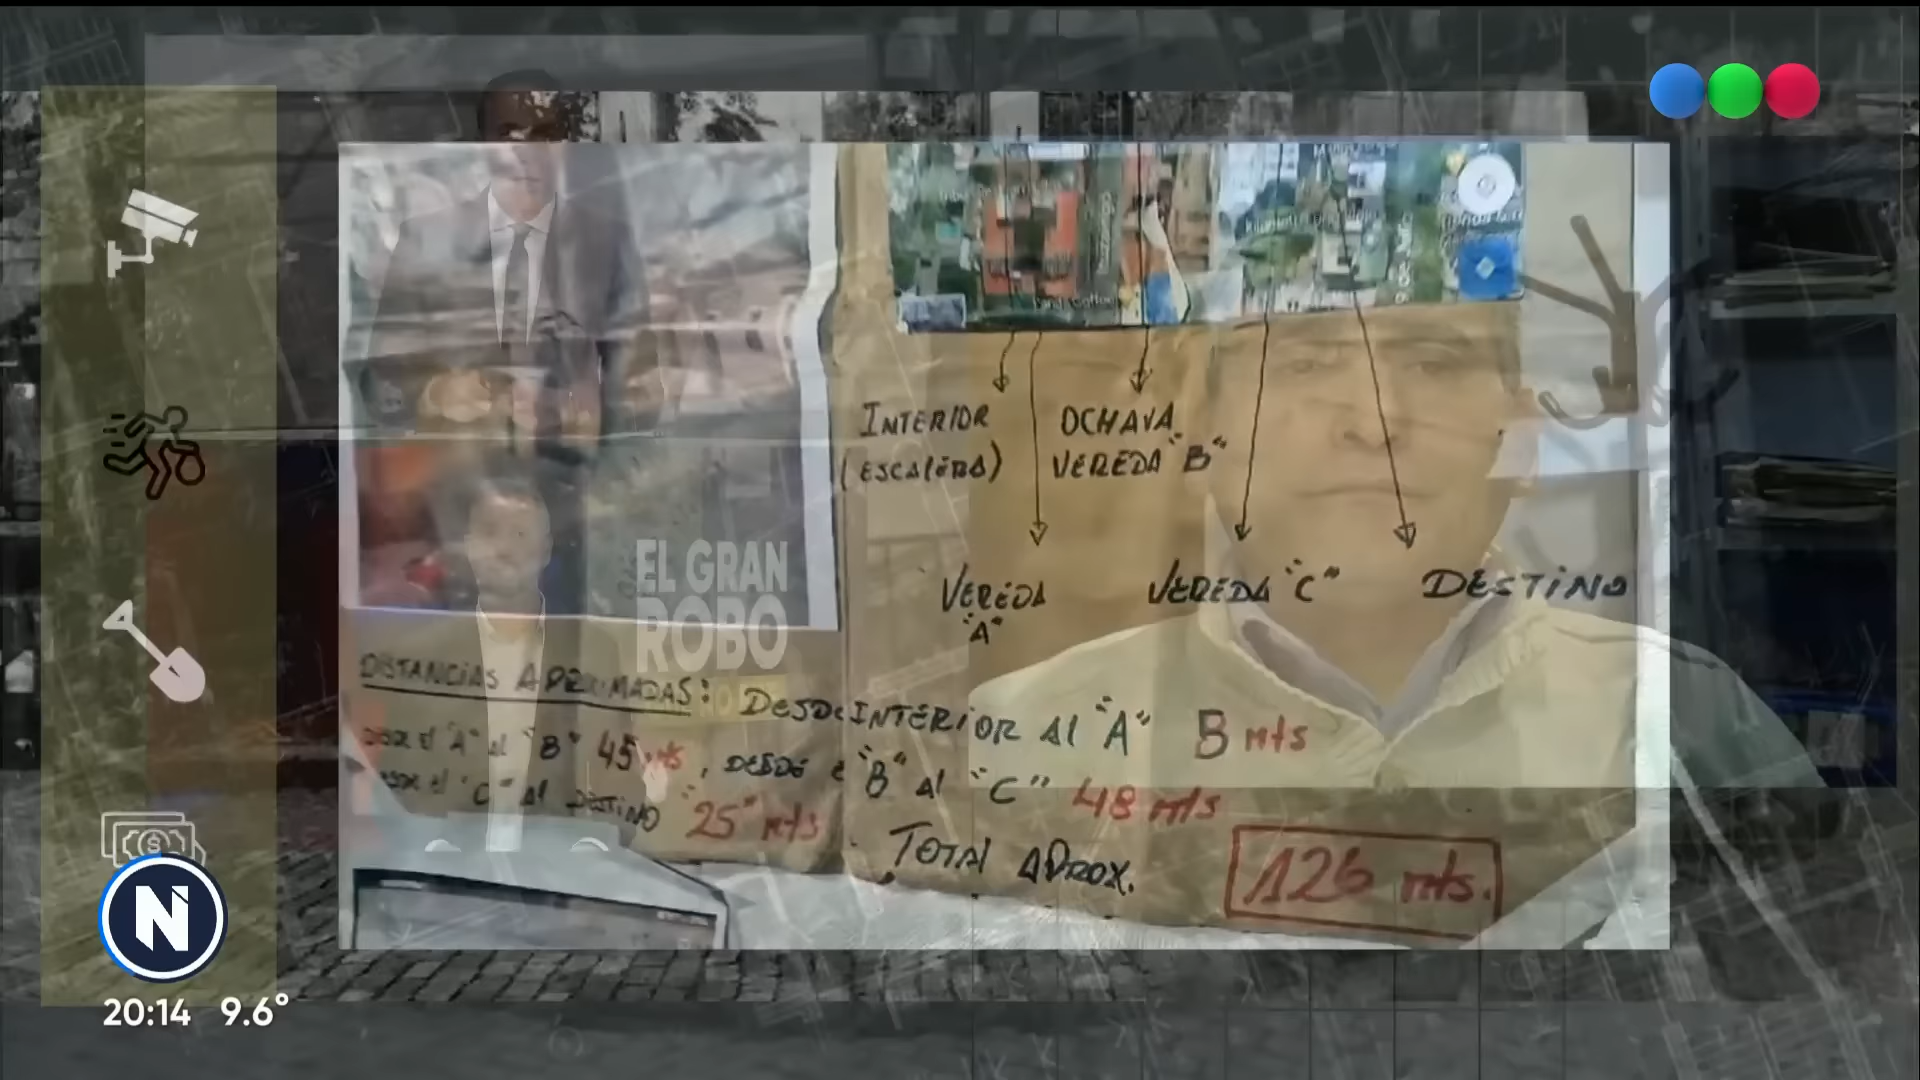 INTERIOR
(ESCALERA)
OCHAVA
VEREDA "B"
EL GRAN
ROBO
VEREDA
"A"
VEREDA "C"
DESTINO
DISTANCIAS APROXIMADAS: DESDE INTERIOR Al "A" 8 mts
DESDE El "A" al "B" 45 mts, DESDE El "B" Al "C" 48 mts
DESDE El "C" Al DESTINO "25" mts
TOTAL APROX. 126 mts.
N
20:14 9.6°